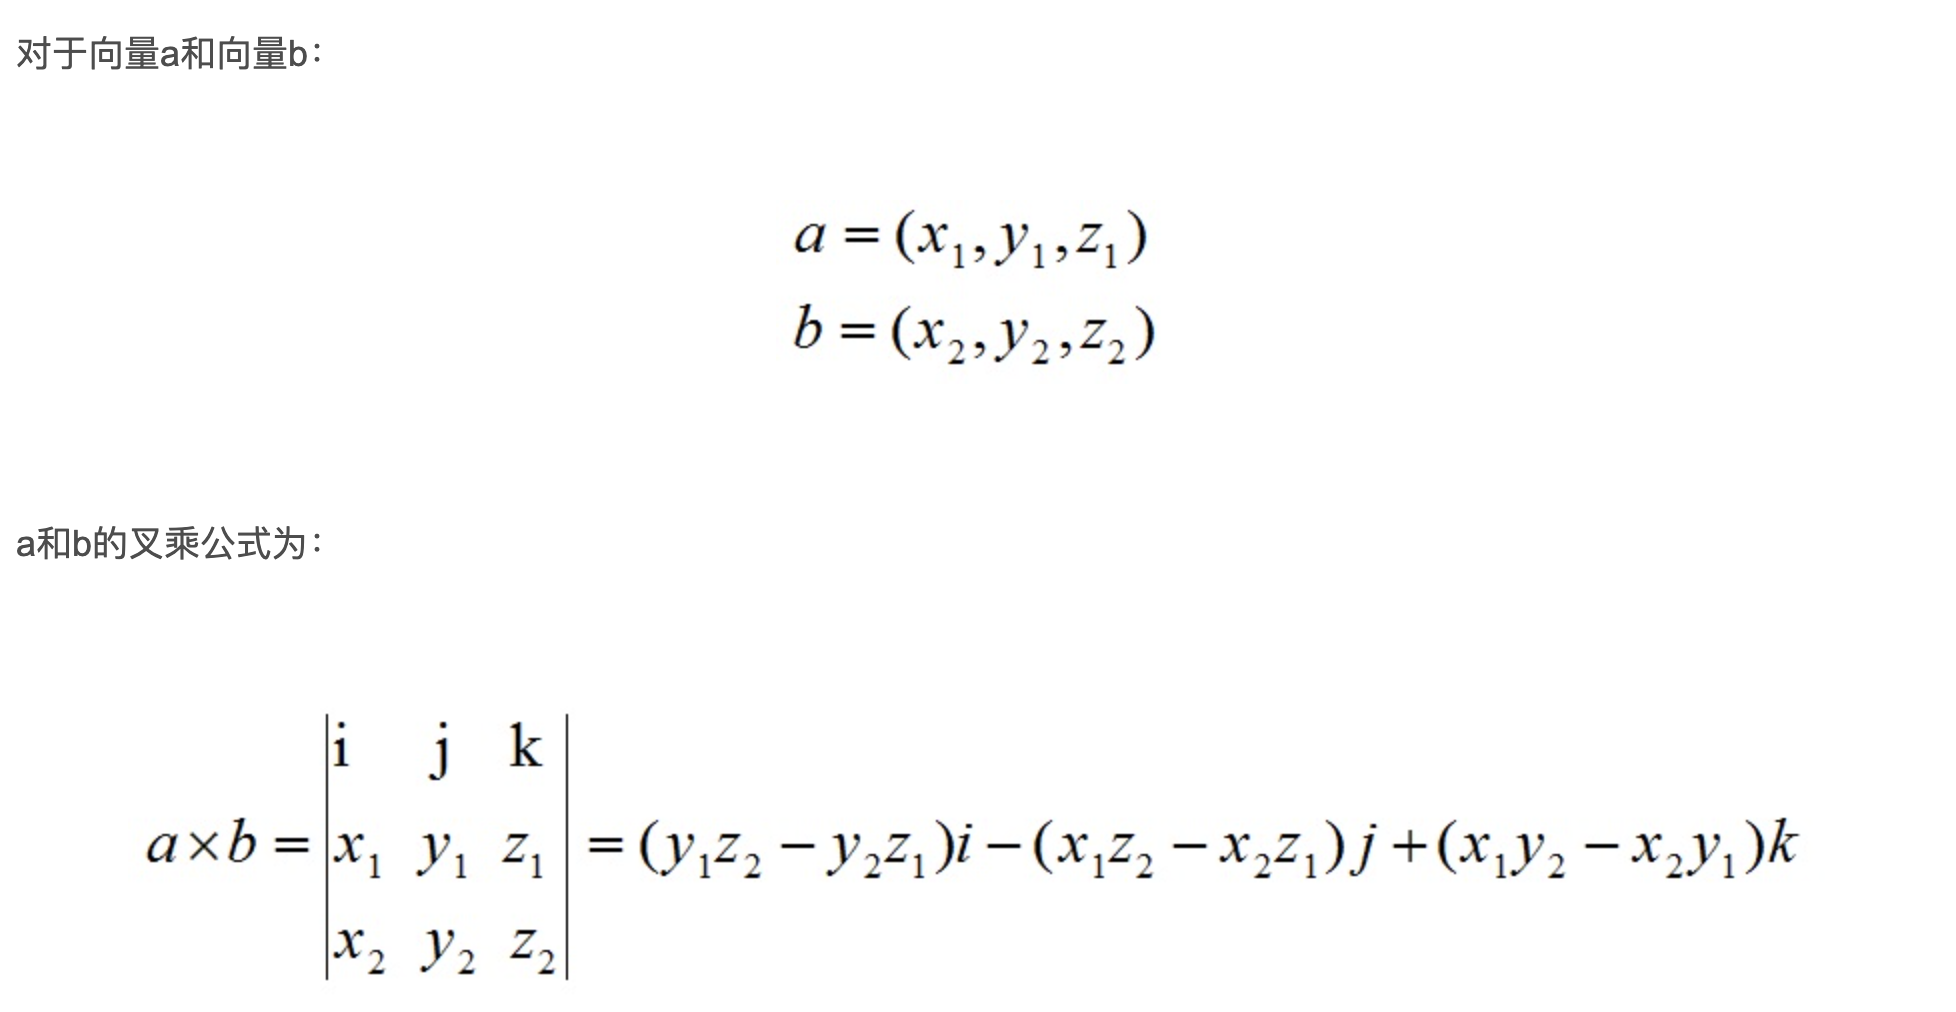 对于向量a和向量b：
a = (x₁, y₁, z₁)
b = (x₂, y₂, z₂)
a和b的叉乘公式为：
i j k
a × b = | x₁ y₁ z₁ | = (y₁z₂ − y₂z₁)i − (x₁z₂ − x₂z₁)j + (x₁y₂ − x₂y₁)k
x₂ y₂ z₂